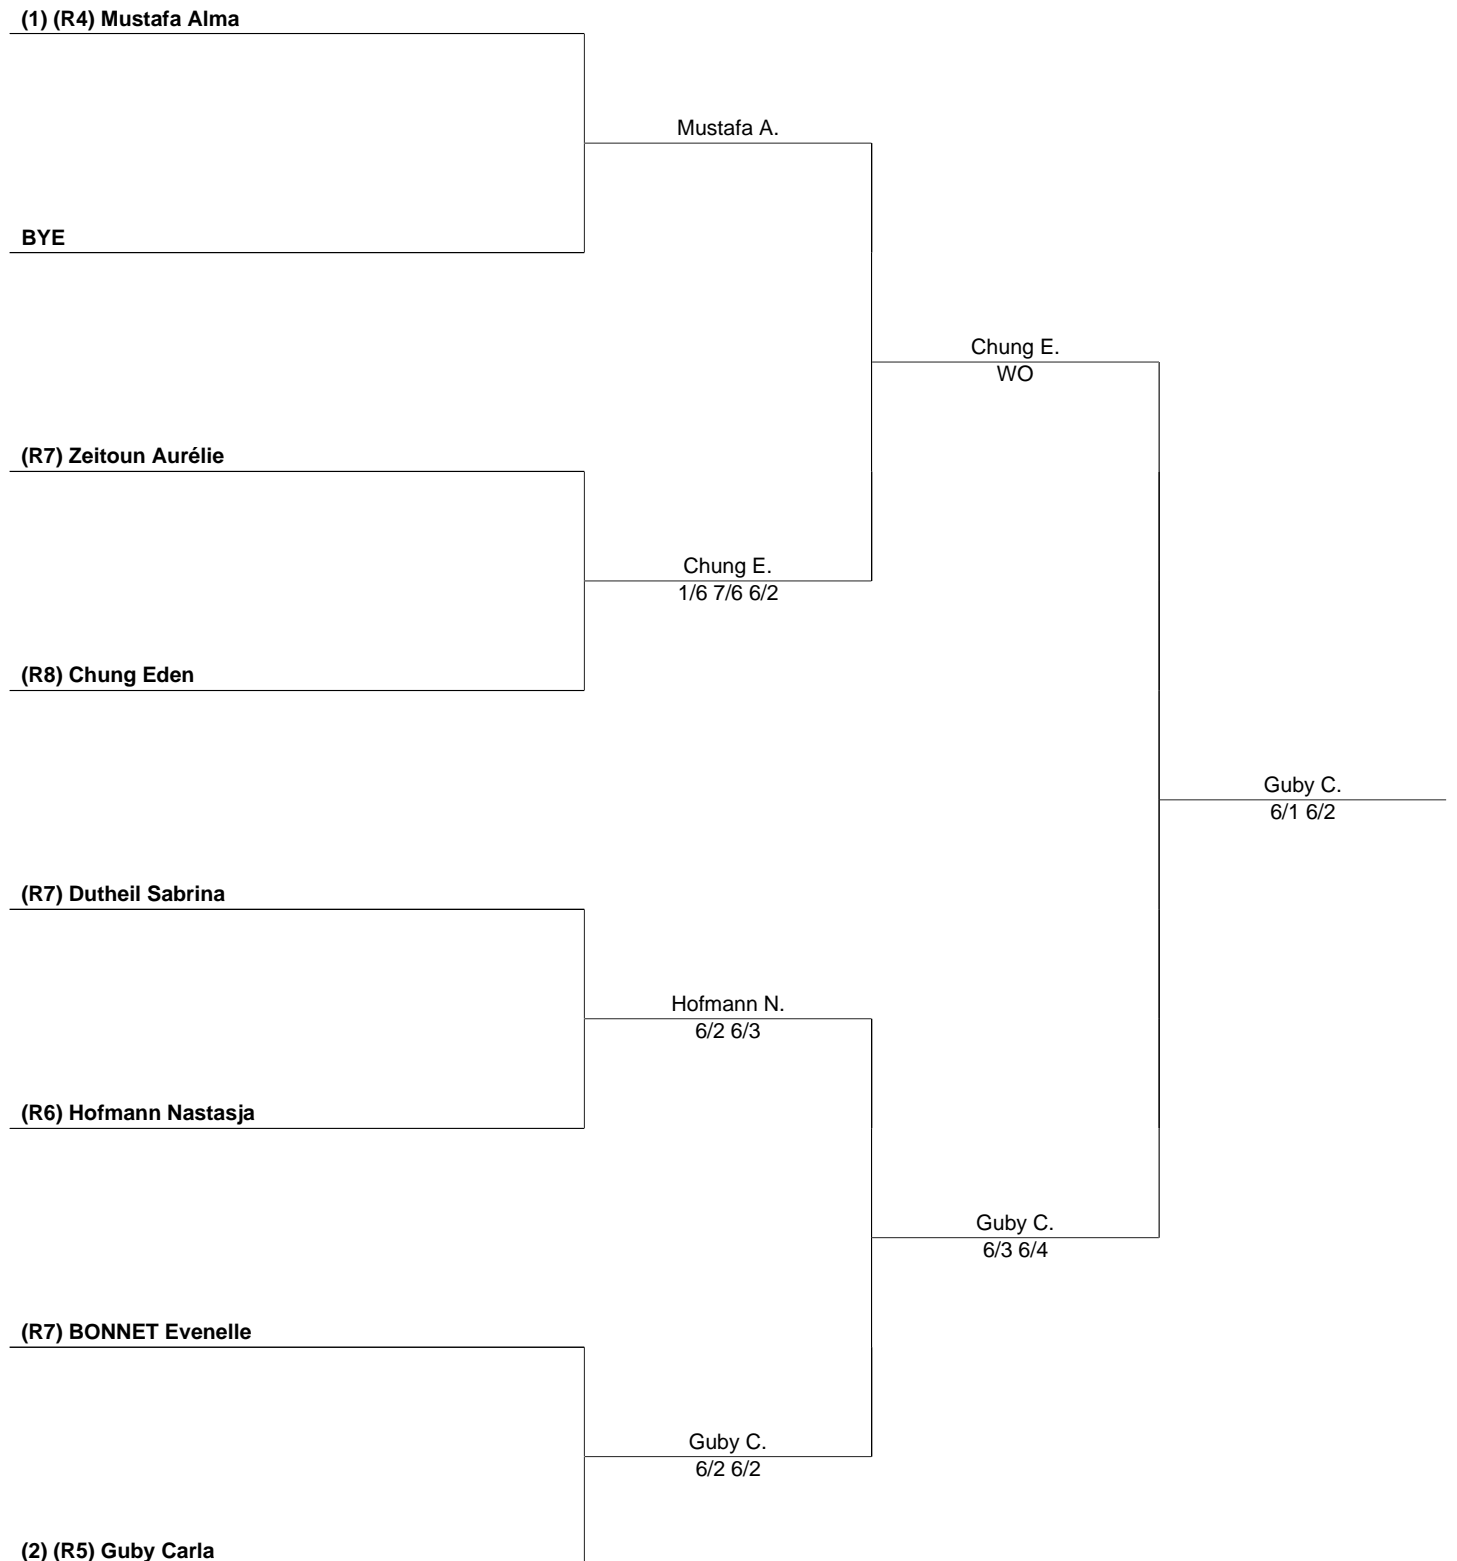 (1) (R4) Mustafa Alma
Mustafa A.
BYE
Chung E.
WO
(R7) Zeitoun Aurélie
Chung E.
1/6 7/6 6/2
(R8) Chung Eden
Guby C.
6/1 6/2
(R7) Dutheil Sabrina
Hofmann N.
6/2 6/3
(R6) Hofmann Nastasja
Guby C.
6/3 6/4
(R7) BONNET Evenelle
Guby C.
6/2 6/2
(2) (R5) Guby Carla